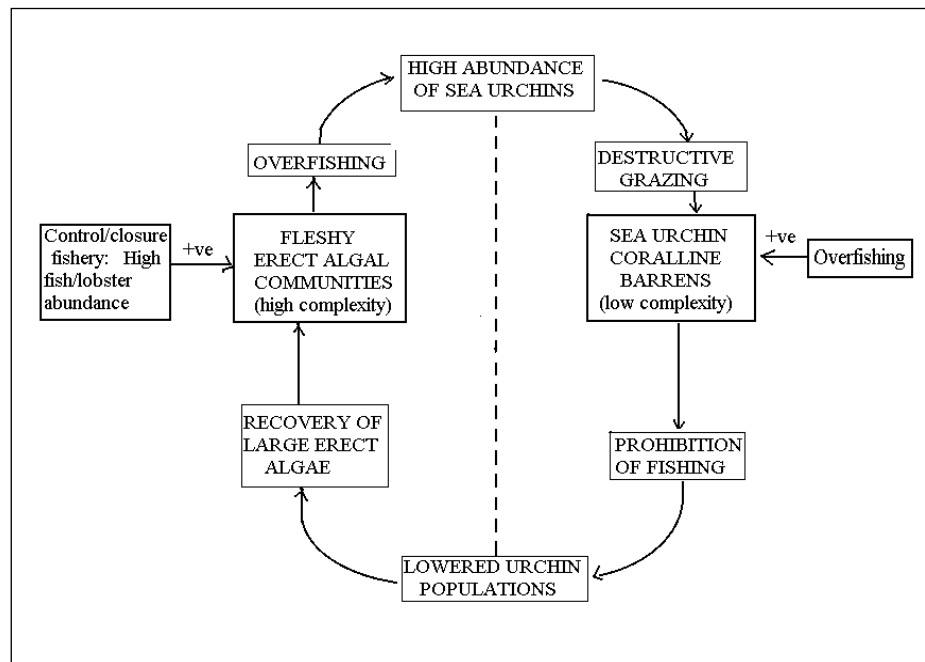 HIGH ABUNDANCE
OF SEA URCHINS
OVERFISHING
DESTRUCTIVE
GRAZING
Control/closure
fishery: High
fish/lobster
abundance
+ve
FLESHY
ERECT ALGAL
COMMUNITIES
(high complexity)
SEA URCHIN
CORALLINE
BARRENS
(low complexity)
+ve
Overfishing
RECOVERY OF
LARGE ERECT
ALGAE
PROHIBITION
OF FISHING
LOWERED URCHIN
POPULATIONS